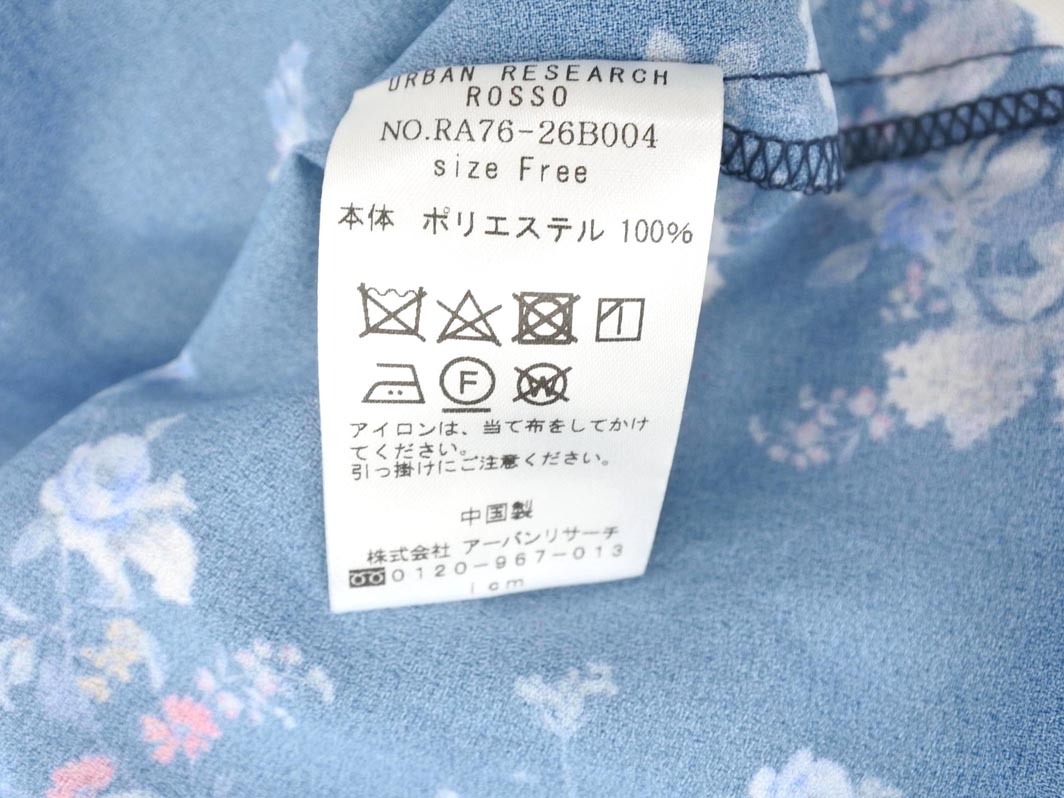 URBAN RESEARCH
ROSSO
NO.RA76-26B004
size Free
本体 ポリエステル 100%
F
W
アイロンは、当て布をしてかけ
てください。
引っ掛けにご注意ください。
中国製
株式会社 アーバンリサーチ
0120-967-013
icm